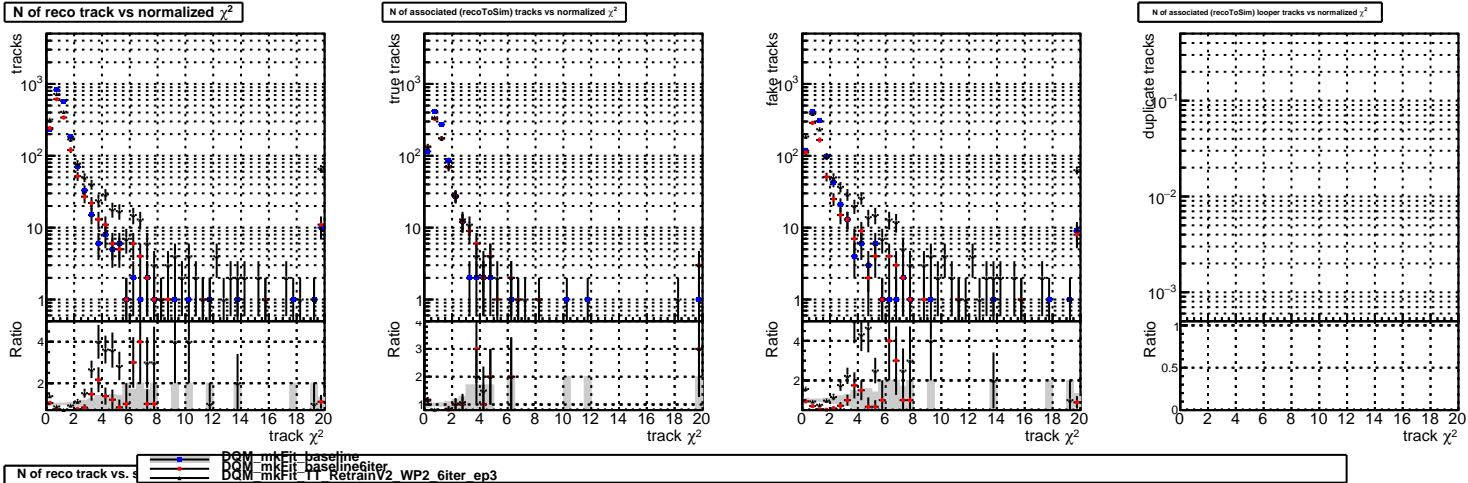 N of reco track vs normalized χ²
N of associated (recoToSim) tracks vs normalized χ²
N of associated (recoToSim) looper tracks vs normalized χ²
tracks
10³
10²
10
1
Ratio
4
2
0 2 4 6 8 10 12 14 16 18 20
track χ²
true tracks
10³
10²
10
1
Ratio
4
3
2
1
0 2 4 6 8 10 12 14 16 18 20
track χ²
fake tracks
10³
10²
10
1
Ratio
4
2
0 2 4 6 8 10 12 14 16 18 20
track χ²
duplicate tracks
10⁻¹
10⁻²
10⁻³
Ratio
1
0.5
0
0 2 4 6 8 10 12 14 16 18 20
track χ²
N of reco track vs.
DQM_mkFit_baseline
DQM_mkFit_baseline6iter
DQM_mkFit_TT_RetrainV2_WP2_6iter_ep3